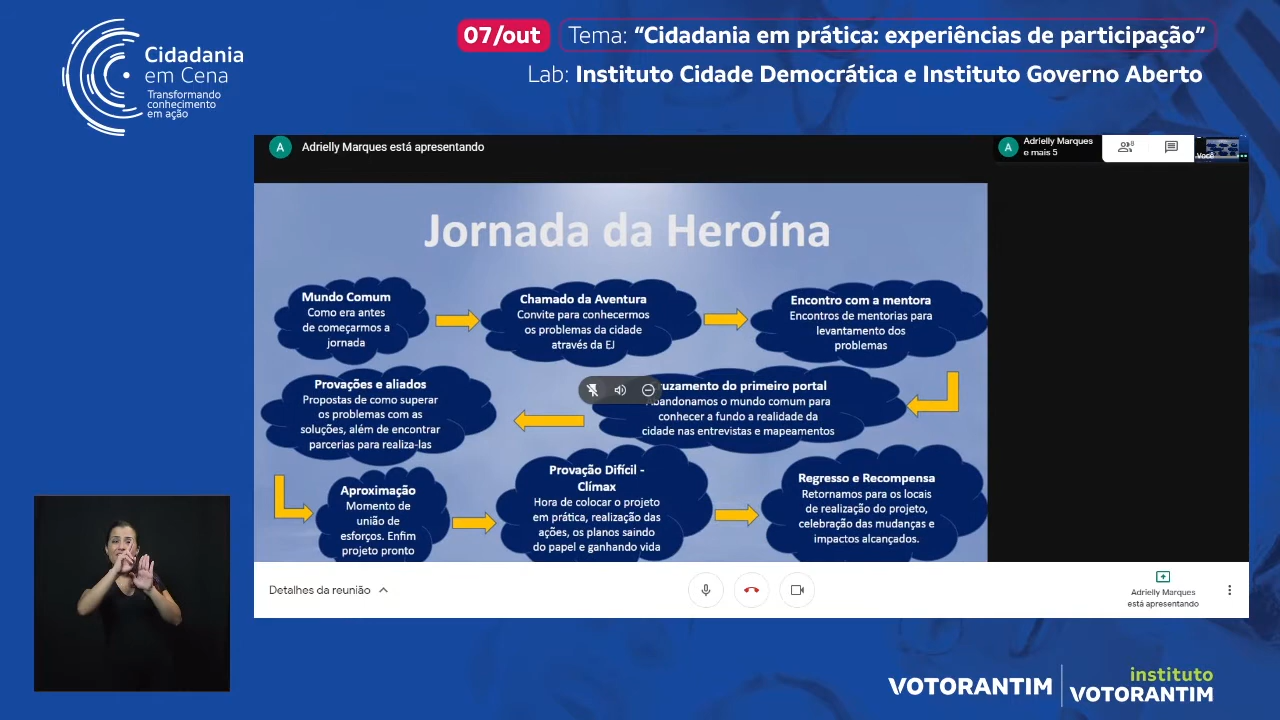 Cidadania
em Cena
Transformando
conhecimento
em ação
07/out
Tema: “Cidadania em prática: experiências de participação”
Lab: Instituto Cidade Democrática e Instituto Governo Aberto
A
Adrielly Marques está apresentando
A
Adrielly Marques
e mais 5
Você
Jornada da Heroína
Mundo Comum
Como era antes
de começarmos a
jornada
Chamado da Aventura
Convite para conhecermos
os problemas da cidade
através da EJ
Encontro com a mentora
Encontros de mentorias para
levantamento dos
problemas
Provações e aliados
Propostas de como superar
os problemas com as
soluções, além de encontrar
parcerias para realiza-las
ruzamento do primeiro portal
Abandonamos o mundo comum para
conhecer a fundo a realidade da
cidade nas entrevistas e mapeamentos
Aproximação
Momento de
união de
esforços. Enfim
projeto pronto
Provação Difícil -
Clímax
Hora de colocar o projeto
em prática, realização das
ações, os planos saindo
do papel e ganhando vida
Regresso e Recompensa
Retornamos para os locais
de realização do projeto,
celebração das mudanças e
impactos alcançados.
Detalhes da reunião
Adrielly Marques
está apresentando
VOTORANTIM
instituto
VOTORANTIM